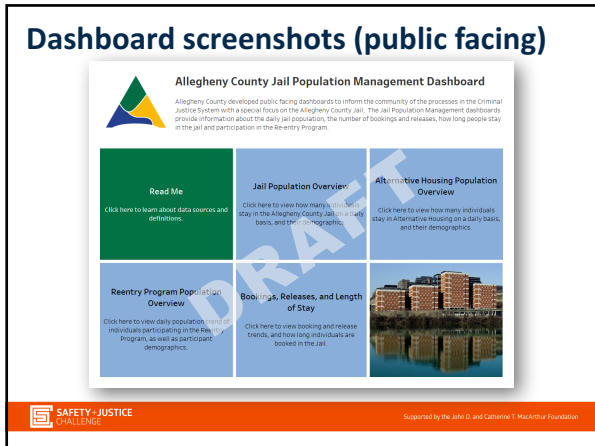 Dashboard screenshots (public facing)
Allegheny County Jail Population Management Dashboard
Allegheny County developed public facing dashboards to inform the community of the processes in the Criminal
Justice System with a special focus on the Allegheny County Jail. The Jail Population Management dashboards
provide information about the daily jail population, the number of bookings and releases, how long people stay
in the jail and participation in the Re-entry Program.
Read Me
Click here to learn about data sources and
definitions.
Jail Population Overview
Click here to view how many individuals
stay in the Allegheny County Jail on a daily
basis, and their demographics.
Alternative Housing Population
Overview
Click here to view how many individuals
stay in Alternative Housing on a daily basis,
and their demographics.
DRAFT
Reentry Program Population
Overview
Click here to view daily population trend of
individuals participating in the Reentry
Program, as well as participant
demographics.
Bookings, Releases, and Length
of Stay
Click here to view booking and release
trends, and how long individuals are
booked in the Jail.
SAFETY+JUSTICE
CHALLENGE
Supported by the John D. and Catherine T. MacArthur Foundation